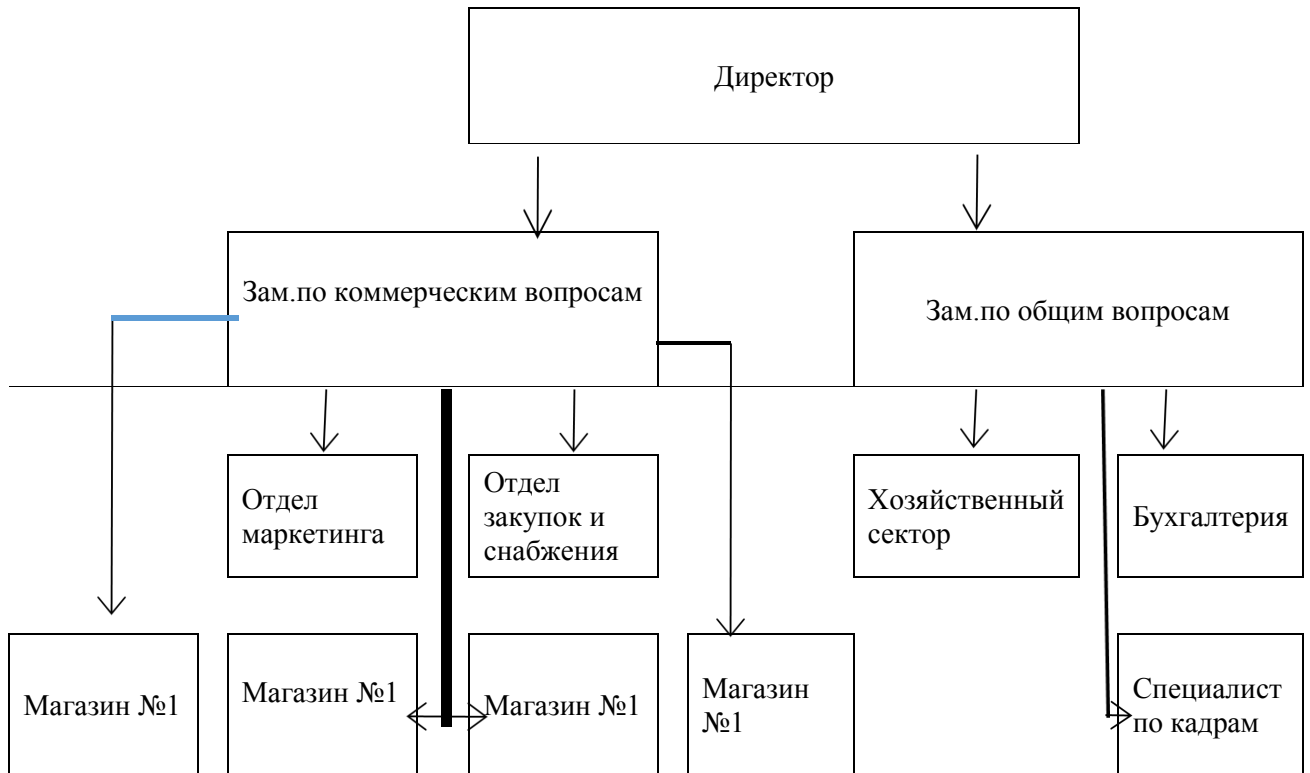 Директор
Зам.по коммерческим вопросам
Зам.по общим вопросам
Отдел
маркетинга
Отдел
закупок и
снабжения
Хозяйственный
сектор
Бухгалтерия
Магазин №1
Магазин №1
Магазин №1
Магазин
№1
Специалист
по кадрам